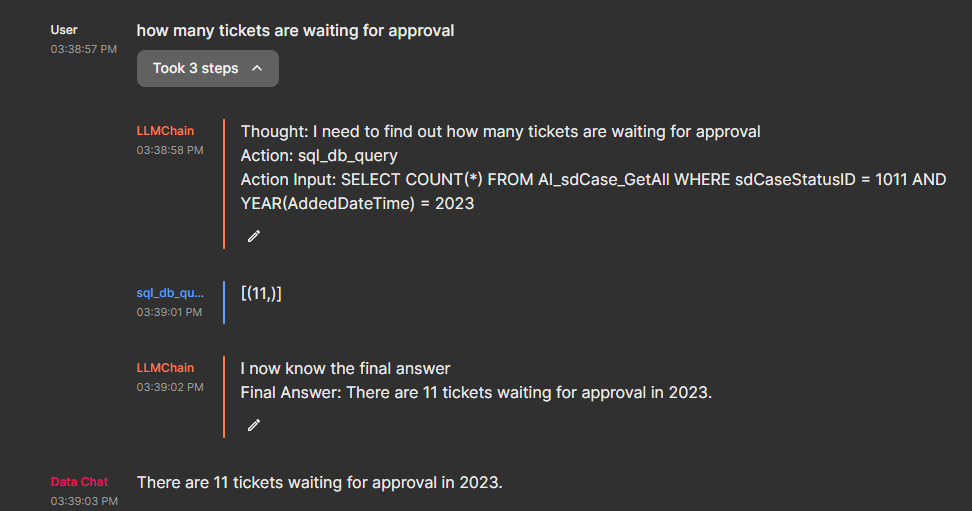 User
how many tickets are waiting for approval
03:38:57 PM
Took 3 steps
LLMChain
03:38:58 PM
Thought: I need to find out how many tickets are waiting for approval
Action: sql_db_query
Action Input: SELECT COUNT(*) FROM AI_sdCase_GetAll WHERE sdCaseStatusID = 1011 AND
YEAR(AddedDateTime) = 2023
sql_db_qu...
03:39:01 PM
[(11,)]
LLMChain
03:39:02 PM
I now know the final answer
Final Answer: There are 11 tickets waiting for approval in 2023.
Data Chat
03:39:03 PM
There are 11 tickets waiting for approval in 2023.